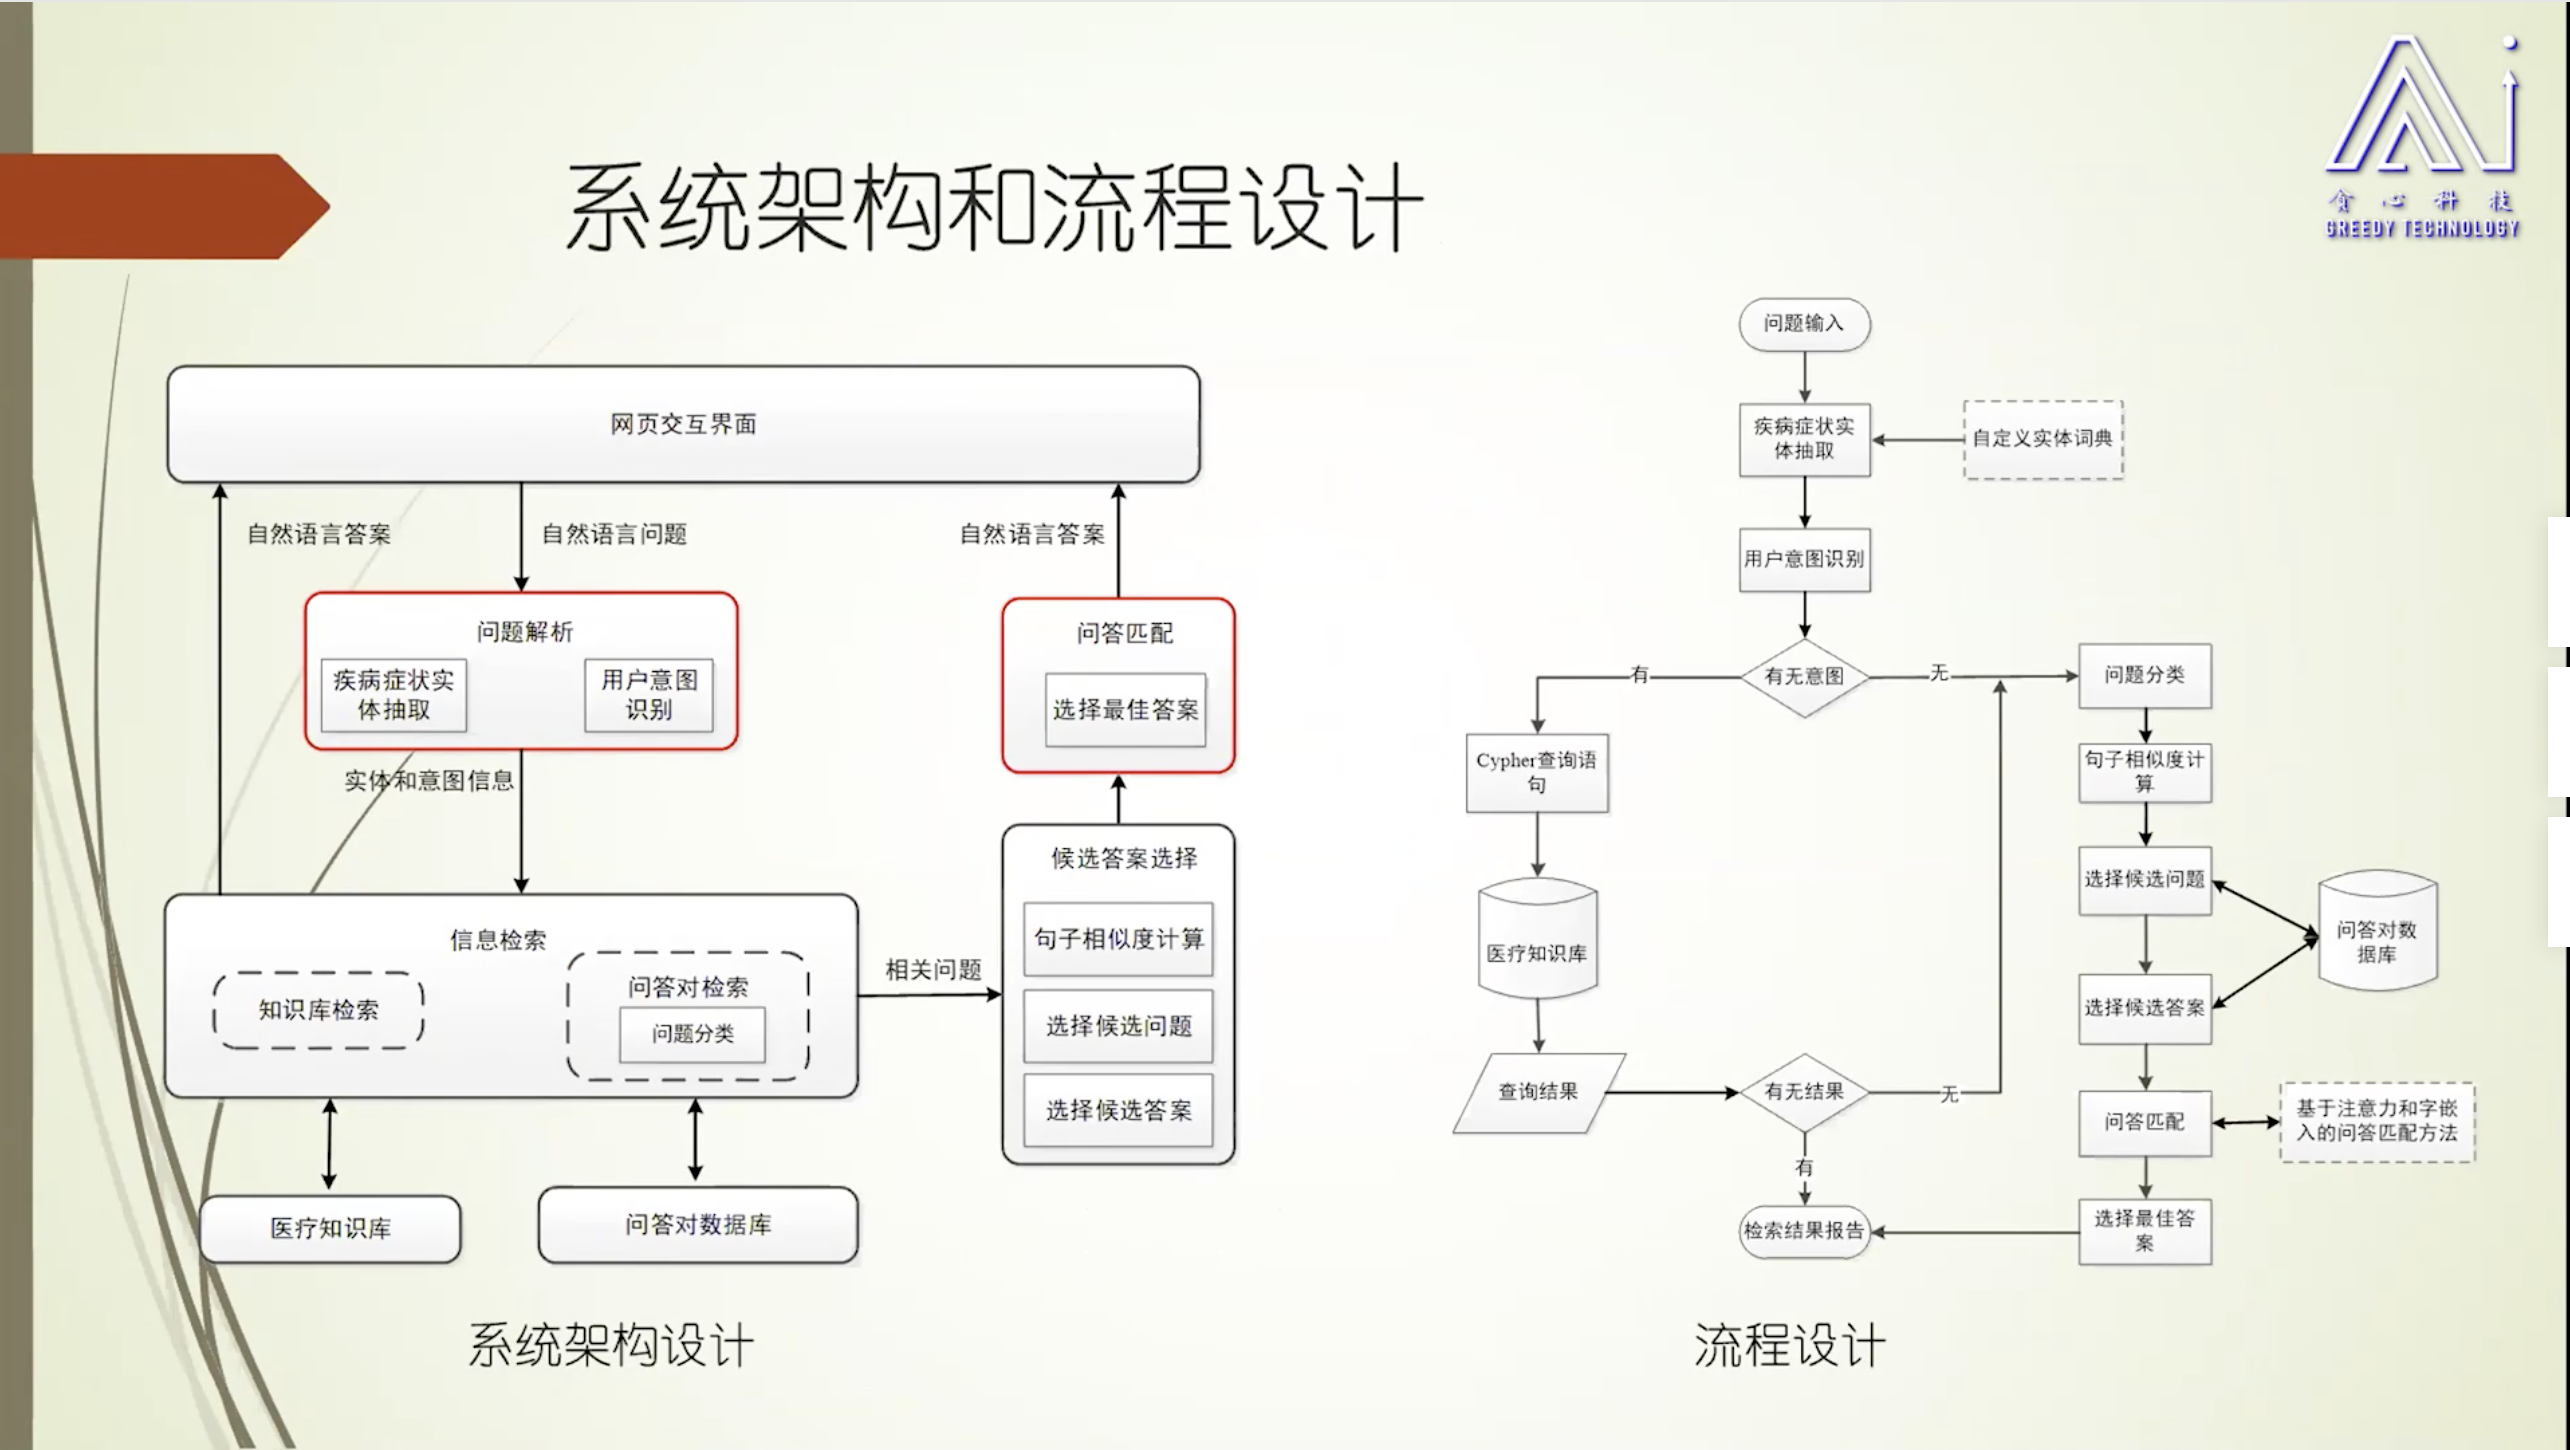 系统架构和流程设计
贪心科技
GREEDY TECHNOLOGY
网页交互界面
自然语言答案
自然语言问题
自然语言答案
问题解析
疾病症状实
体抽取
用户意图
识别
问答匹配
选择最佳答案
实体和意图信息
信息检索
知识库检索
问答对检索
问题分类
相关问题
候选答案选择
句子相似度计算
选择候选问题
选择候选答案
医疗知识库
问答对数据库
系统架构设计
问题输入
疾病症状实
体抽取
自定义实体词典
用户意图识别
有
有无意图
无
问题分类
Cypher查询语
句
句子相似度计
算
选择候选问题
医疗知识库
问答对数
据库
选择候选答案
查询结果
有无结果
无
有
问答匹配
基于注意力和字嵌
入的问答匹配方法
检索结果报告
选择最佳答
案
流程设计